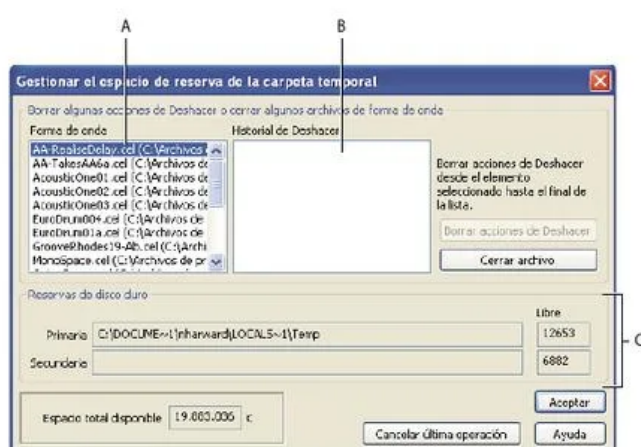 A
B
Gestionar el espacio de reserva de la carpeta temporal
Borrar algunas acciones de Deshacer o cerrar algunos archivos de forma de onda
Forma de onda
Historial de Deshacer
AA-RoaiseDelay.cel (C:\Archivos
AA-TakesAA6a.cel (C:\Archivos de
AcousticOne01.cel (C:\Archivos de
AcousticOne02.cel (C:\Archivos de
AcousticOne03.cel (C:\Archivos de
EuroDrum004.cel (C:\Archivos de
EuroDrum01a.cel (C:\Archivos de
GrooveRhodes19-Ab.cel (C:\Archi
MonoSpace.cel (C:\Archivos de pr
Borrar acciones de Deshacer
desde el elemento
seleccionado hasta el final de
la lista.
Borrar acciones de Deshacer
Cerrar archivo
Reservas de disco duro
Libre
Primaria
C:\DOCUME~1\nharward\LOCALS~1\Temp
12653
C
Secundaria
6882
Espacio total disponible
19.003.006
K
Aceptar
Cancelar última operación
Ayuda